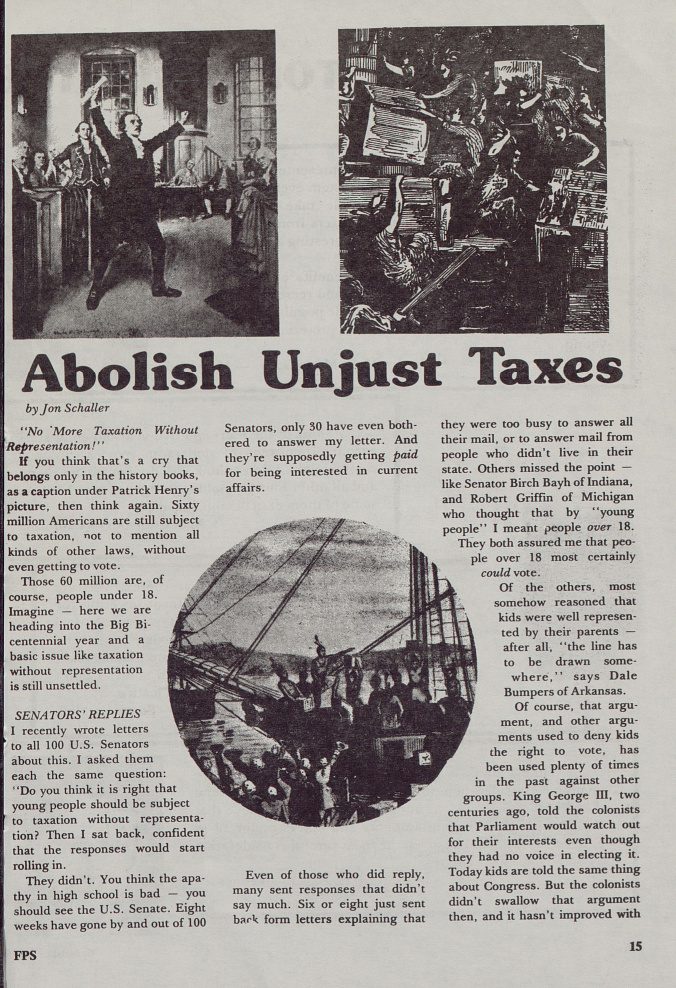 Abolish Unjust Taxes
by Jon Schaller
"No More Taxation Without
Representation!"
If you think that's a cry that
belongs only in the history books,
as a caption under Patrick Henry's
picture, then think again. Sixty
million Americans are still subject
to taxation, not to mention all
kinds of other laws, without
even getting to vote.
Those 60 million are, of
course, people under 18.
Imagine — here we are
heading into the Big Bi-
centennial year and a
basic issue like taxation
without representation
is still unsettled.
SENATORS' REPLIES
I recently wrote letters
to all 100 U.S. Senators
about this. I asked them
each the same question:
"Do you think it is right that
young people should be subject
to taxation without representa-
tion? Then I sat back, confident
that the responses would start
rolling in.
They didn't. You think the apa-
thy in high school is bad — you
should see the U.S. Senate. Eight
weeks have gone by and out of 100
Senators, only 30 have even both-
ered to answer my letter. And
they're supposedly getting paid
for being interested in current
affairs.
Even of those who did reply,
many sent responses that didn't
say much. Six or eight just sent
back form letters explaining that
they were too busy to answer all
their mail, or to answer mail from
people who didn't live in their
state. Others missed the point —
like Senator Birch Bayh of Indiana,
and Robert Griffin of Michigan
who thought that by "young
people" I meant people over 18.
They both assured me that peo-
ple over 18 most certainly
could vote.
Of the others, most
somehow reasoned that
kids were well represen-
ted by their parents —
after all, "the line has
to be drawn some-
where," says Dale
Bumpers of Arkansas.
Of course, that argu-
ment, and other argu-
ments used to deny kids
the right to vote, has
been used plenty of times
in the past against other
groups. King George III, two
centuries ago, told the colonists
that Parliament would watch out
for their interests even though
they had no voice in electing it.
Today kids are told the same thing
about Congress. But the colonists
didn't swallow that argument
then, and it hasn't improved with
FPS
15